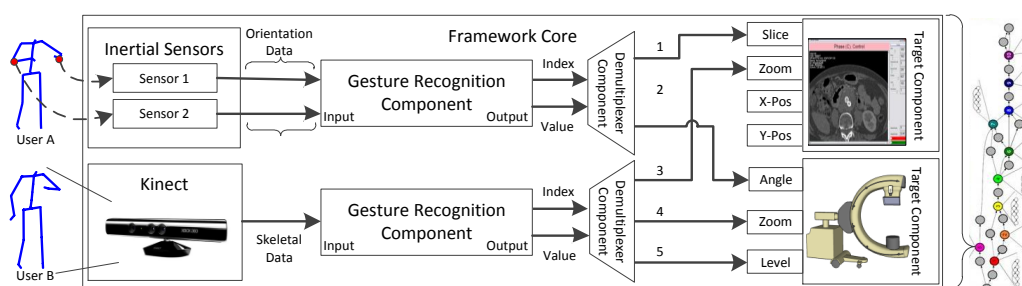 Framework Core
Inertial Sensors
Orientation
Data
Sensor 1
Sensor 2
User A
Gesture Recognition
Component
Input
Output
Index
Value
Demultiplexer
Component
1
2
Slice
Zoom
X-Pos
Y-Pos
Phase (E): Control
Target Component
Kinect
User B
Skeletal
Data
Gesture Recognition
Component
Input
Output
Index
Value
Demultiplexer
Component
3
4
5
Angle
Zoom
Level
Target Component